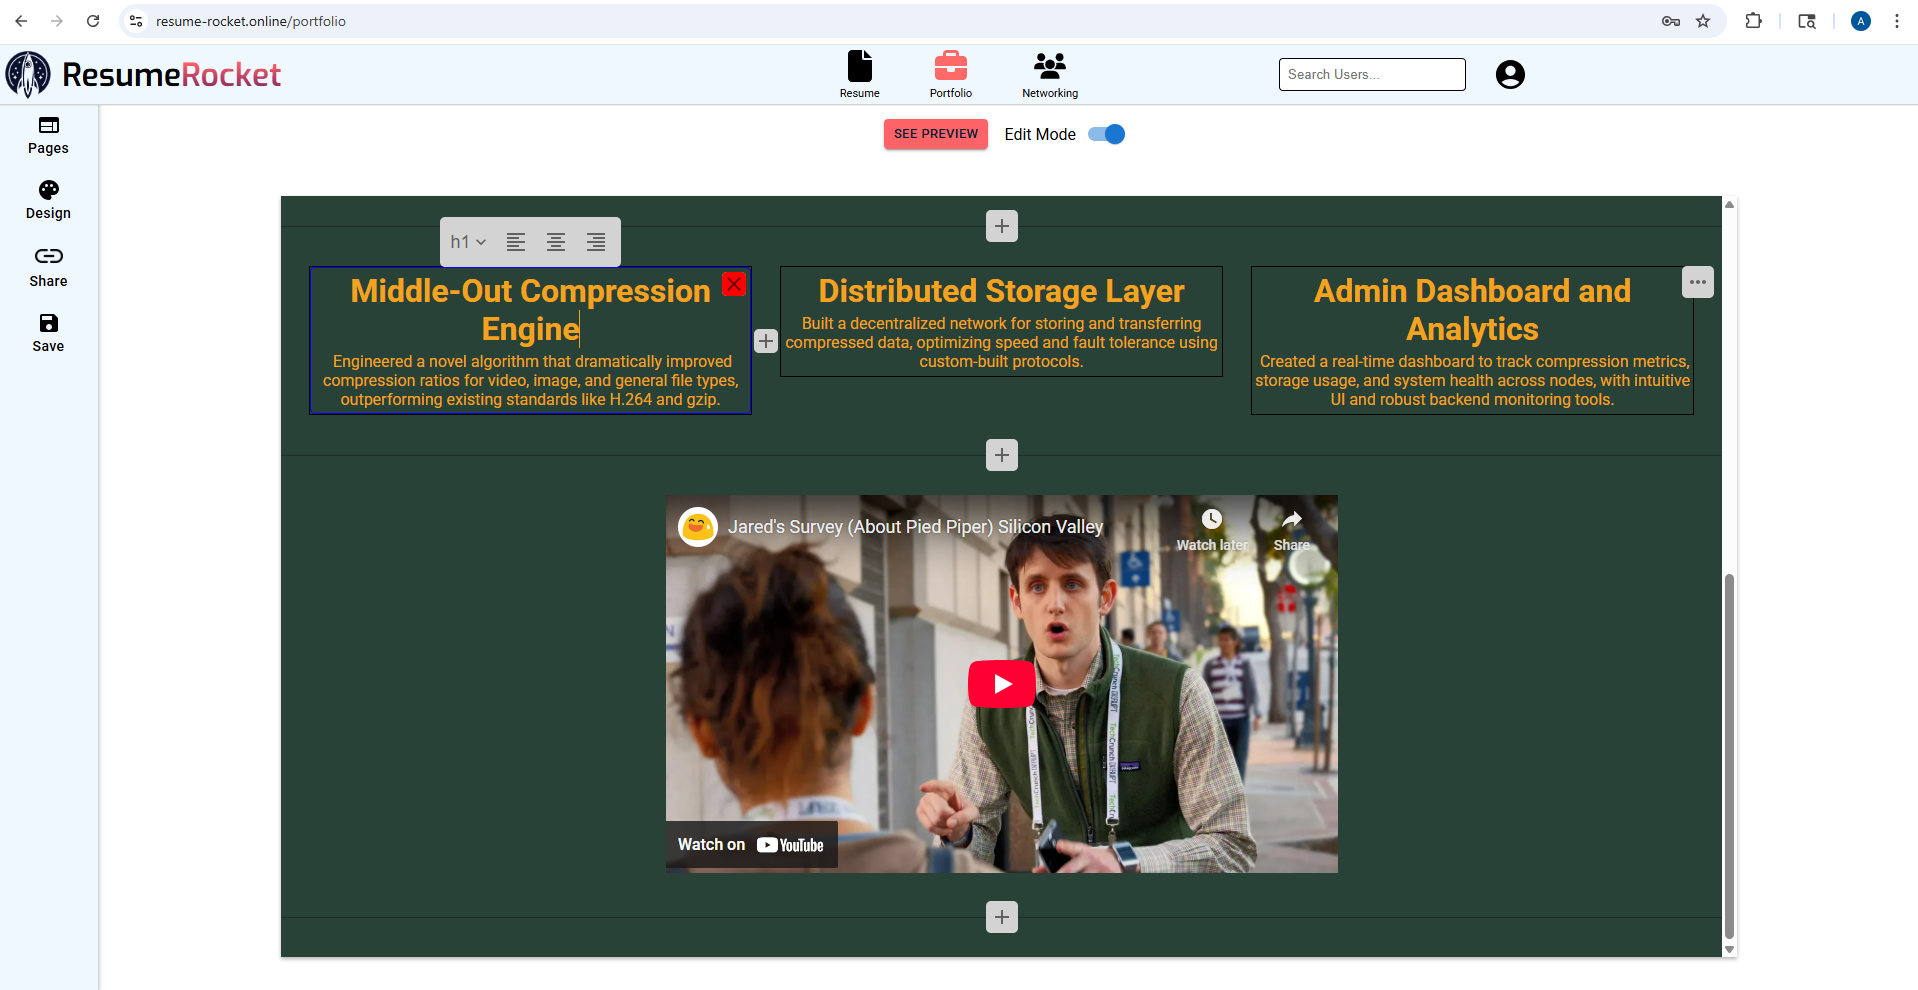 resume-rocket.online/portfolio
A
ResumeRocket
Resume
Portfolio
Networking
Search Users...
Pages
Design
Share
Save
SEE PREVIEW
Edit Mode
h1
Middle-Out Compression
Engine
Engineered a novel algorithm that dramatically improved
compression ratios for video, image, and general file types,
outperforming existing standards like H.264 and gzip.
Distributed Storage Layer
Built a decentralized network for storing and transferring
compressed data, optimizing speed and fault tolerance using
custom-built protocols.
Admin Dashboard and
Analytics
Created a real-time dashboard to track compression metrics,
storage usage, and system health across nodes, with intuitive
UI and robust backend monitoring tools.
Jared's Survey (About Pied Piper) Silicon Valley
Watch later
Share
Watch on YouTube